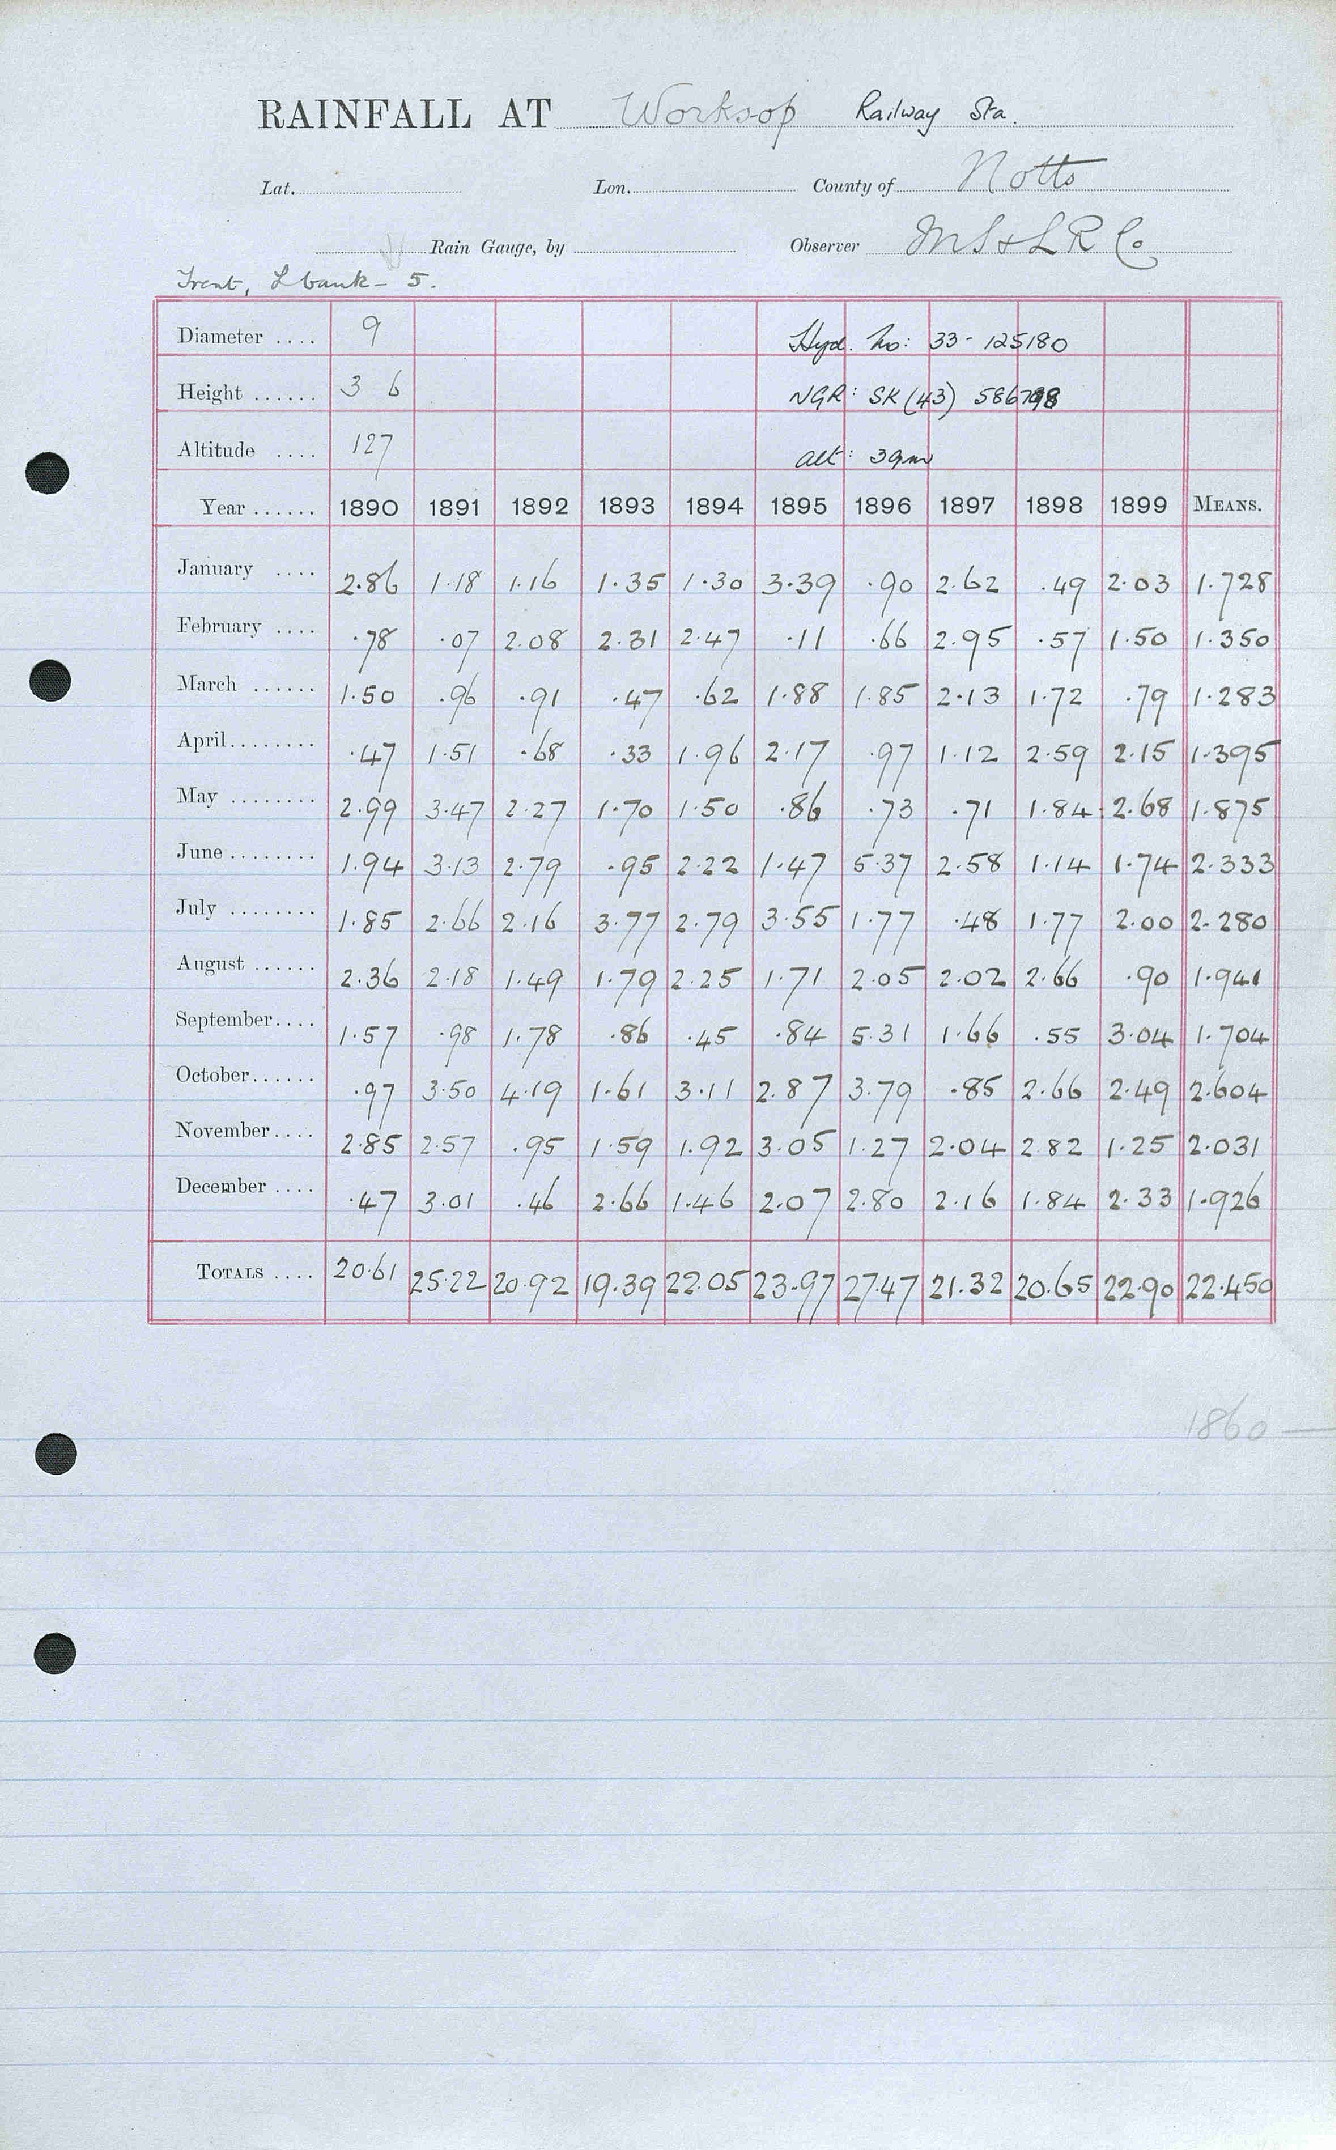 RAINFALL AT Worksop Railway Sta.
Lat. Lon. County of Notts
Rain Gauge, by Observer M S & L R Co
Trent, L bank - 5.
Diameter .... 9 Hyd. No: 33-125180
Height ...... 3 6 NGR: SK (43) 586798
Altitude .... 127 alt: 39m
Year ...... 1890 1891 1892 1893 1894 1895 1896 1897 1898 1899 MEANS.
January .... 2.86 1.18 1.16 1.35 1.30 3.39 .90 2.62 .49 2.03 1.728
February .... .78 .07 2.08 2.31 2.47 .11 .66 2.95 .57 1.50 1.350
March ...... 1.50 .96 .91 .47 .62 1.88 1.85 2.13 1.72 .79 1.283
April........ .47 1.51 .68 .33 1.96 2.17 .97 1.12 2.59 2.15 1.395
May ........ 2.99 3.47 2.27 1.70 1.50 .86 .73 .71 1.84 2.68 1.875
June........ 1.94 3.13 2.79 .95 2.22 1.47 5.37 2.58 1.14 1.74 2.333
July ........ 1.85 2.66 2.16 3.77 2.79 3.55 1.77 .48 1.77 2.00 2.280
August ...... 2.36 2.18 1.49 1.79 2.25 1.71 2.05 2.02 2.66 .90 1.941
September.... 1.57 .98 1.78 .86 .45 .84 5.31 1.66 .55 3.04 1.704
October...... .97 3.50 4.19 1.61 3.11 2.87 3.79 .85 2.66 2.49 2.604
November.... 2.85 2.57 .95 1.59 1.92 3.05 1.27 2.04 2.82 1.25 2.031
December .... .47 3.01 .46 2.66 1.46 2.07 2.80 2.16 1.84 2.33 1.926
TOTALS .... 20.61 25.22 20.92 19.39 22.05 23.97 27.47 21.32 20.65 22.90 22.450
1860 —